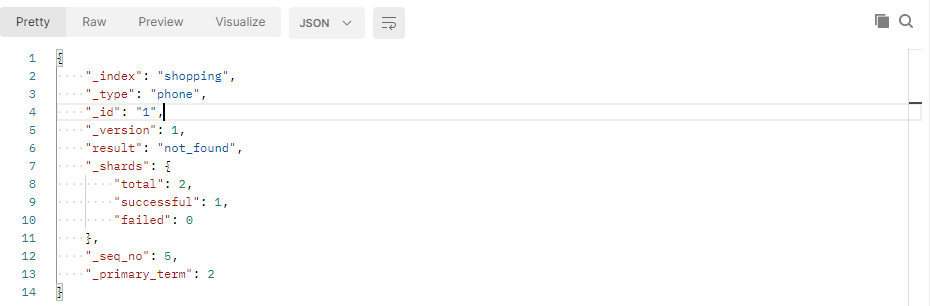 Pretty Raw Preview Visualize JSON
1 {
2 "_index": "shopping",
3 "_type": "phone",
4 "_id": "1",
5 "_version": 1,
6 "result": "not_found",
7 "_shards": {
8 "total": 2,
9 "successful": 1,
10 "failed": 0
11 },
12 "_seq_no": 5,
13 "_primary_term": 2
14 }